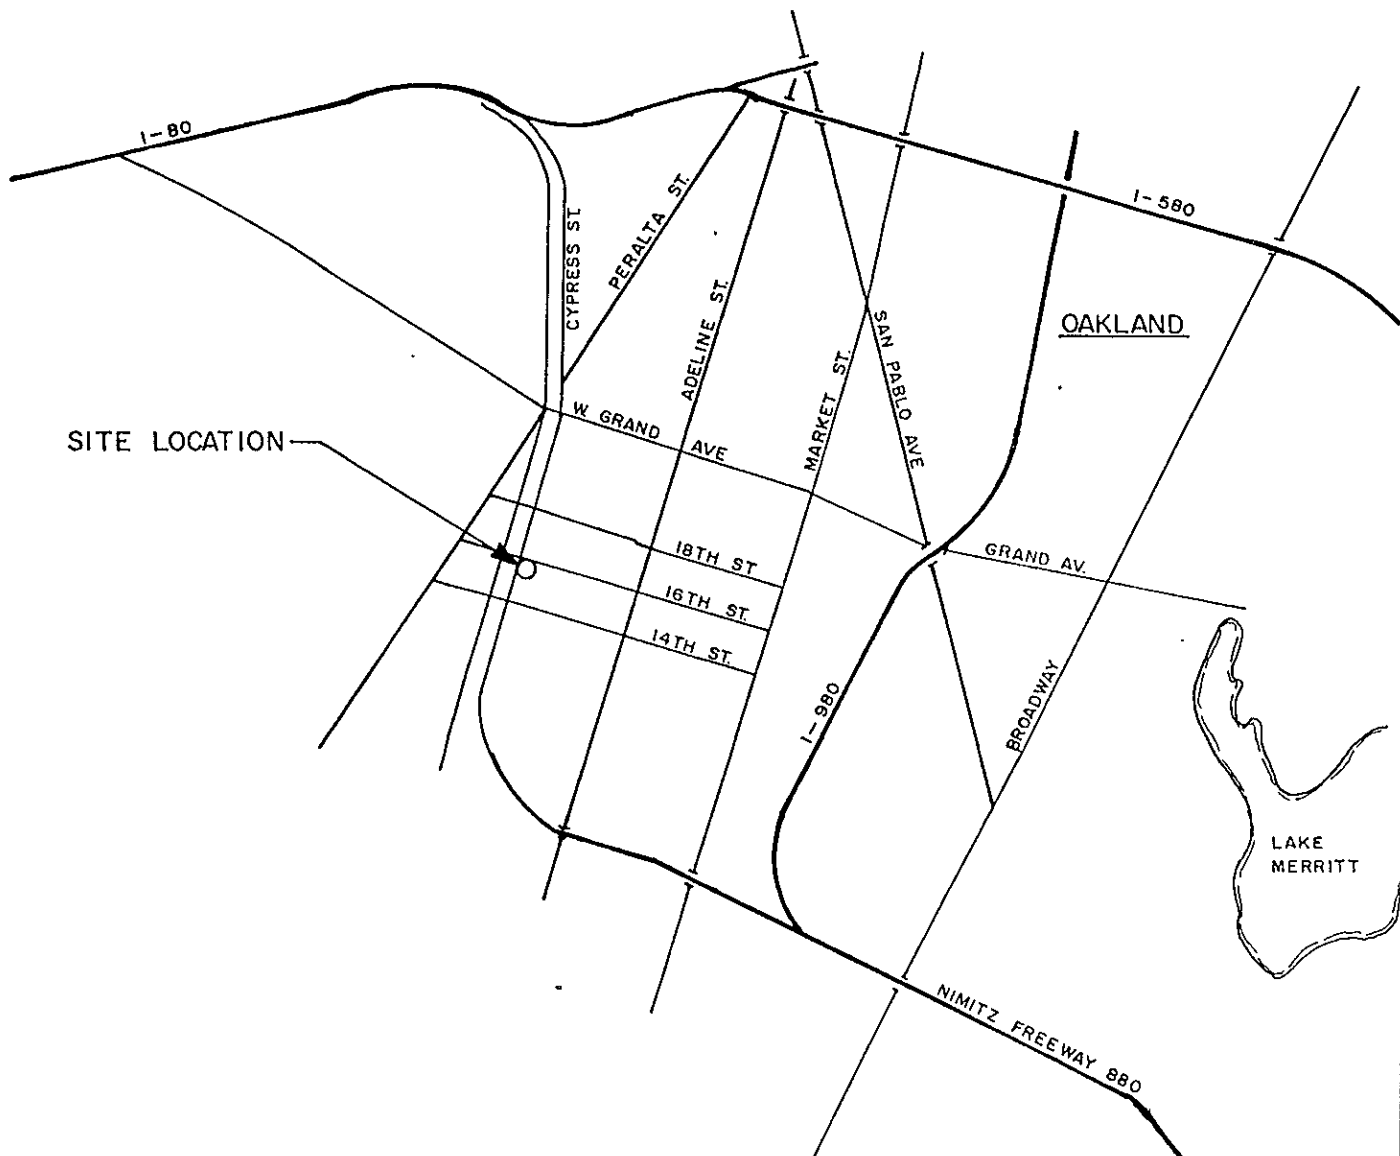 I-80
I-580
CYPRESS ST.
PERALTA ST.
ADELINE ST.
MARKET ST.
SAN PABLO AVE
OAKLAND
W GRAND AVE
SITE LOCATION
18TH ST
16TH ST.
14TH ST.
GRAND AV.
I-980
BROADWAY
LAKE
MERRITT
NIMITZ FREEWAY 880